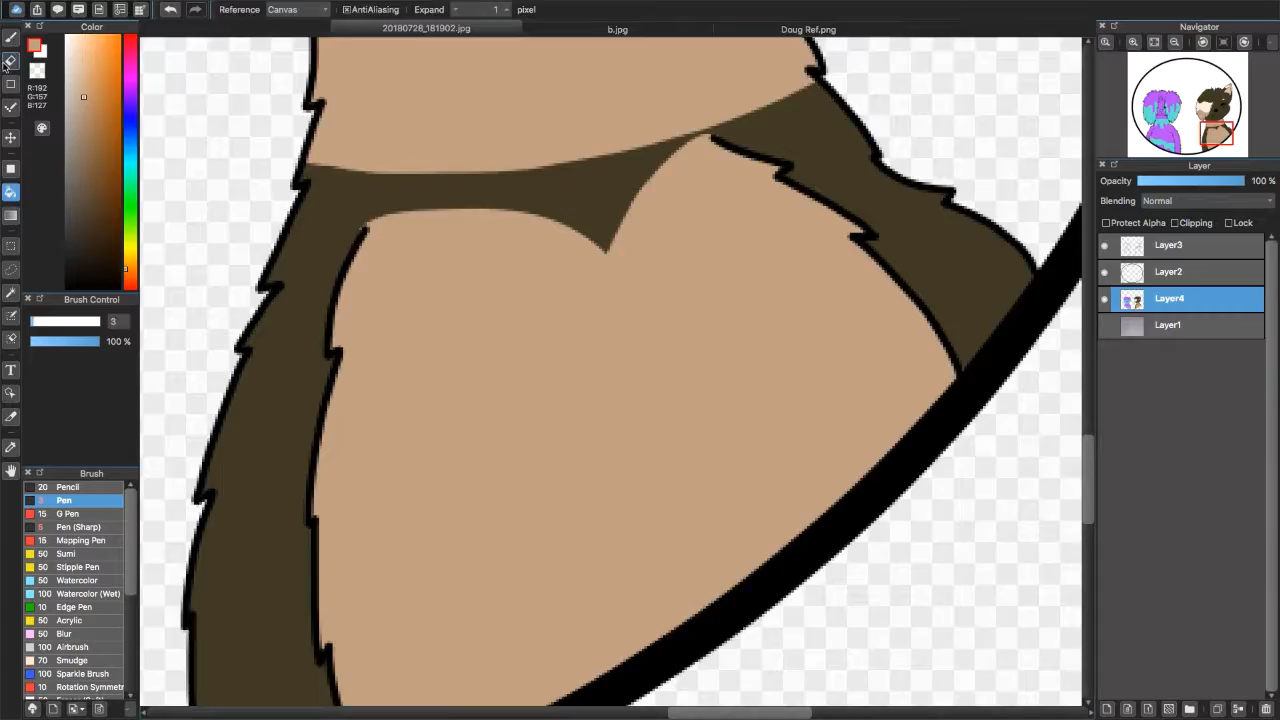 Reference Canvas AntiAliasing Expand 1 pixel
Color
20180726_181902.jpg b.jpg Doug Ref.png
Navigator
R:192
G:157
B:127
Layer
Opacity 100 %
Blending Normal
Protect Alpha Clipping Lock
Layer3
Layer2
Layer4
Layer1
Brush Control
3
100 %
T
Brush
20 Pencil
3 Pen
15 G Pen
5 Pen (Sharp)
15 Mapping Pen
50 Sumi
50 Stipple Pen
50 Watercolor
100 Watercolor (Wet)
10 Edge Pen
50 Acrylic
50 Blur
100 Airbrush
70 Smudge
100 Sparkle Brush
10 Rotation Symmetr